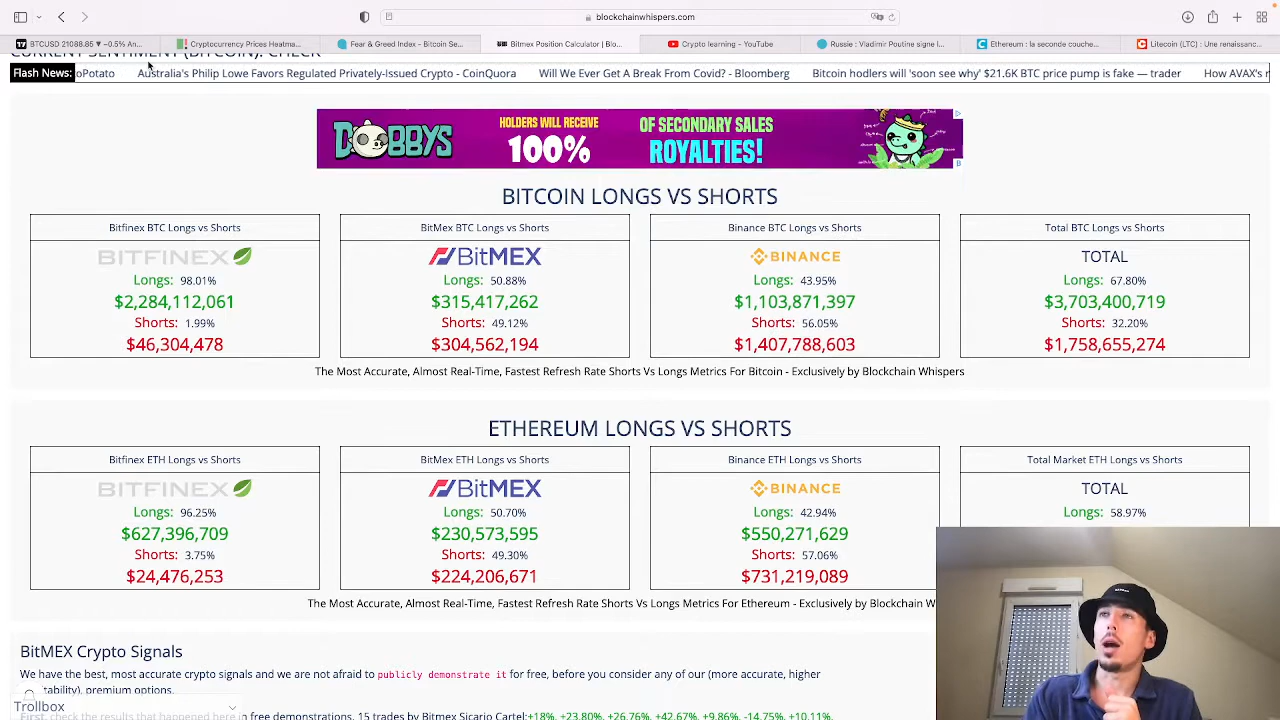 blockchainwhispers.com
BTCUSD 21088.85 ▼ −0.5% An...
Cryptocurrency Prices Heatma...
Fear & Greed Index - Bitcoin Se...
Bitmex Position Calculator | Blo...
Crypto learning – YouTube
Russie : Vladimir Poutine signe l...
Ethereum : la seconde couche...
Litecoin (LTC) : Une renaissanc...
CURRENT SENTIMENT (BITCOIN): CHECK
Flash News: oPotato Australia's Philip Lowe Favors Regulated Privately-Issued Crypto - CoinQuora Will We Ever Get A Break From Covid? - Bloomberg Bitcoin hodlers will 'soon see why' $21.6K BTC price pump is fake — trader How AVAX's r
DOBBYS
HOLDERS WILL RECEIVE
100%
OF SECONDARY SALES
ROYALTIES!
BITCOIN LONGS VS SHORTS
Bitfinex BTC Longs vs Shorts
BITFINEX
Longs: 98.01%
$2,284,112,061
Shorts: 1.99%
$46,304,478
BitMex BTC Longs vs Shorts
BitMEX
Longs: 50.88%
$315,417,262
Shorts: 49.12%
$304,562,194
Binance BTC Longs vs Shorts
BINANCE
Longs: 43.95%
$1,103,871,397
Shorts: 56.05%
$1,407,788,603
Total BTC Longs vs Shorts
TOTAL
Longs: 67.80%
$3,703,400,719
Shorts: 32.20%
$1,758,655,274
The Most Accurate, Almost Real-Time, Fastest Refresh Rate Shorts Vs Longs Metrics For Bitcoin - Exclusively by Blockchain Whispers
ETHEREUM LONGS VS SHORTS
Bitfinex ETH Longs vs Shorts
BITFINEX
Longs: 96.25%
$627,396,709
Shorts: 3.75%
$24,476,253
BitMex ETH Longs vs Shorts
BitMEX
Longs: 50.70%
$230,573,595
Shorts: 49.30%
$224,206,671
Binance ETH Longs vs Shorts
BINANCE
Longs: 42.94%
$550,271,629
Shorts: 57.06%
$731,219,089
Total Market ETH Longs vs Shorts
TOTAL
Longs: 58.97%
The Most Accurate, Almost Real-Time, Fastest Refresh Rate Shorts Vs Longs Metrics For Ethereum - Exclusively by Blockchain W
BitMEX Crypto Signals
We have the best, most accurate crypto signals and we are not afraid to publicly demonstrate it for free, before you consider any of our (more accurate, higher
tability), premium options.
Trollbox
First, check the results that happened here in free demonstrations. 15 trades by Bitmex Sicario Cartel:+18%, +23.80%, +26.76%, +42.67%, +9.86%, -14.75%, +10.11%,